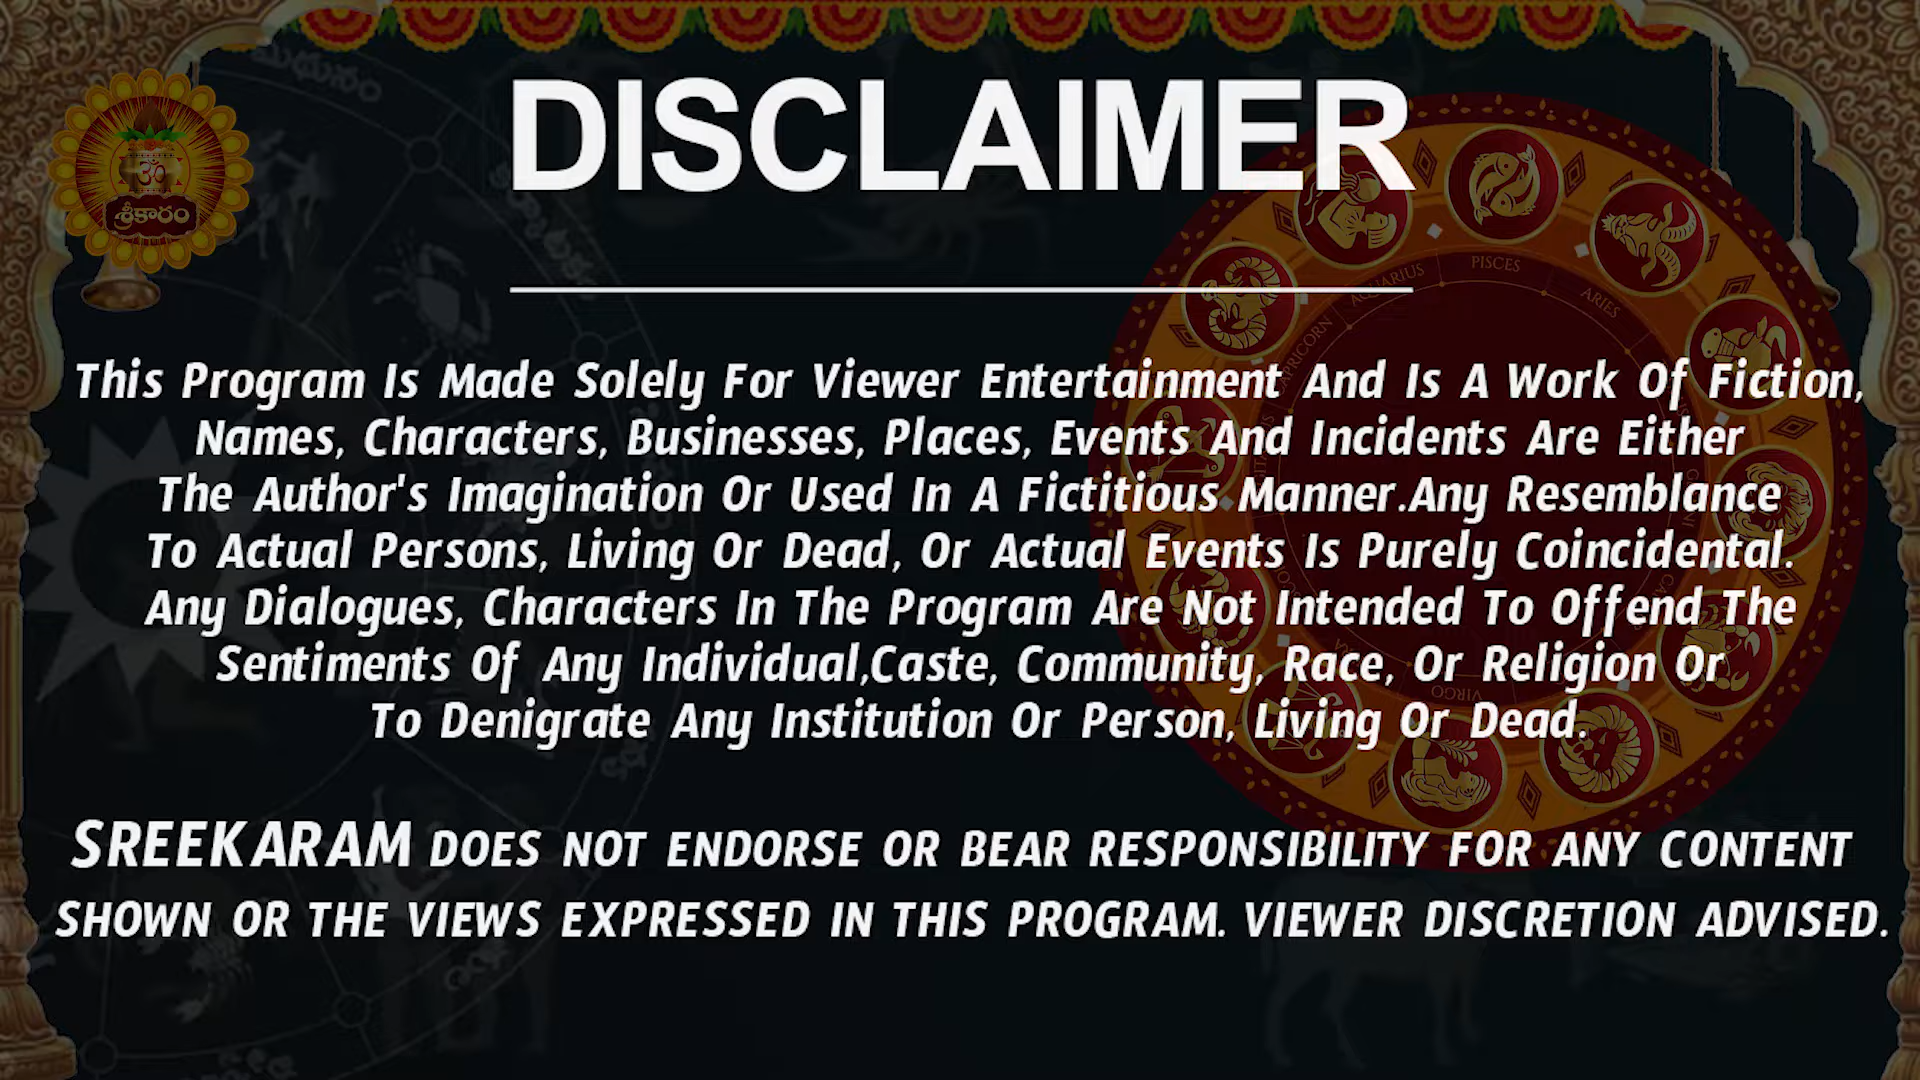 DISCLAIMER
శ్రీకారం
This Program Is Made Solely For Viewer Entertainment And Is A Work Of Fiction,
Names, Characters, Businesses, Places, Events And Incidents Are Either
The Author's Imagination Or Used In A Fictitious Manner.Any Resemblance
To Actual Persons, Living Or Dead, Or Actual Events Is Purely Coincidental.
Any Dialogues, Characters In The Program Are Not Intended To Offend The
Sentiments Of Any Individual,Caste, Community, Race, Or Religion Or
To Denigrate Any Institution Or Person, Living Or Dead.
SREEKARAM DOES NOT ENDORSE OR BEAR RESPONSIBILITY FOR ANY CONTENT
SHOWN OR THE VIEWS EXPRESSED IN THIS PROGRAM. VIEWER DISCRETION ADVISED.
AQUARIUS
PISCES
ARIES
CAPRICORN
VIRGO